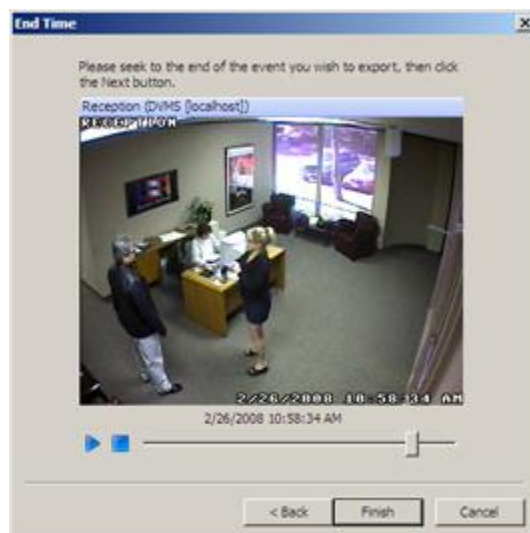 End Time
Please seek to the end of the event you wish to export, then click
the Next button.
Reception (DVMS [localhost])
RECEPTION
2/26/2008 10:58:34 AM
2/26/2008 10:58:34 AM
< Back
Finish
Cancel